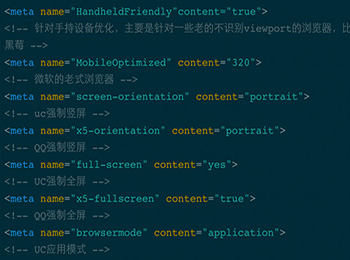 <meta name="HandheldFriendly"content="true">
<!-- 针对手持设备优化，主要是针对一些老的不识别viewport的浏览器，比
黑莓 -->
<meta name="MobileOptimized" content="320">
<!-- 微软的老式浏览器 -->
<meta name="screen-orientation" content="portrait">
<!-- uc强制竖屏 -->
<meta name="x5-orientation" content="portrait">
<!-- QQ强制竖屏 -->
<meta name="full-screen" content="yes">
<!-- UC强制全屏 -->
<meta name="x5-fullscreen" content="true">
<!-- QQ强制全屏 -->
<meta name="browsermode" content="application">
<!-- UC应用模式 -->